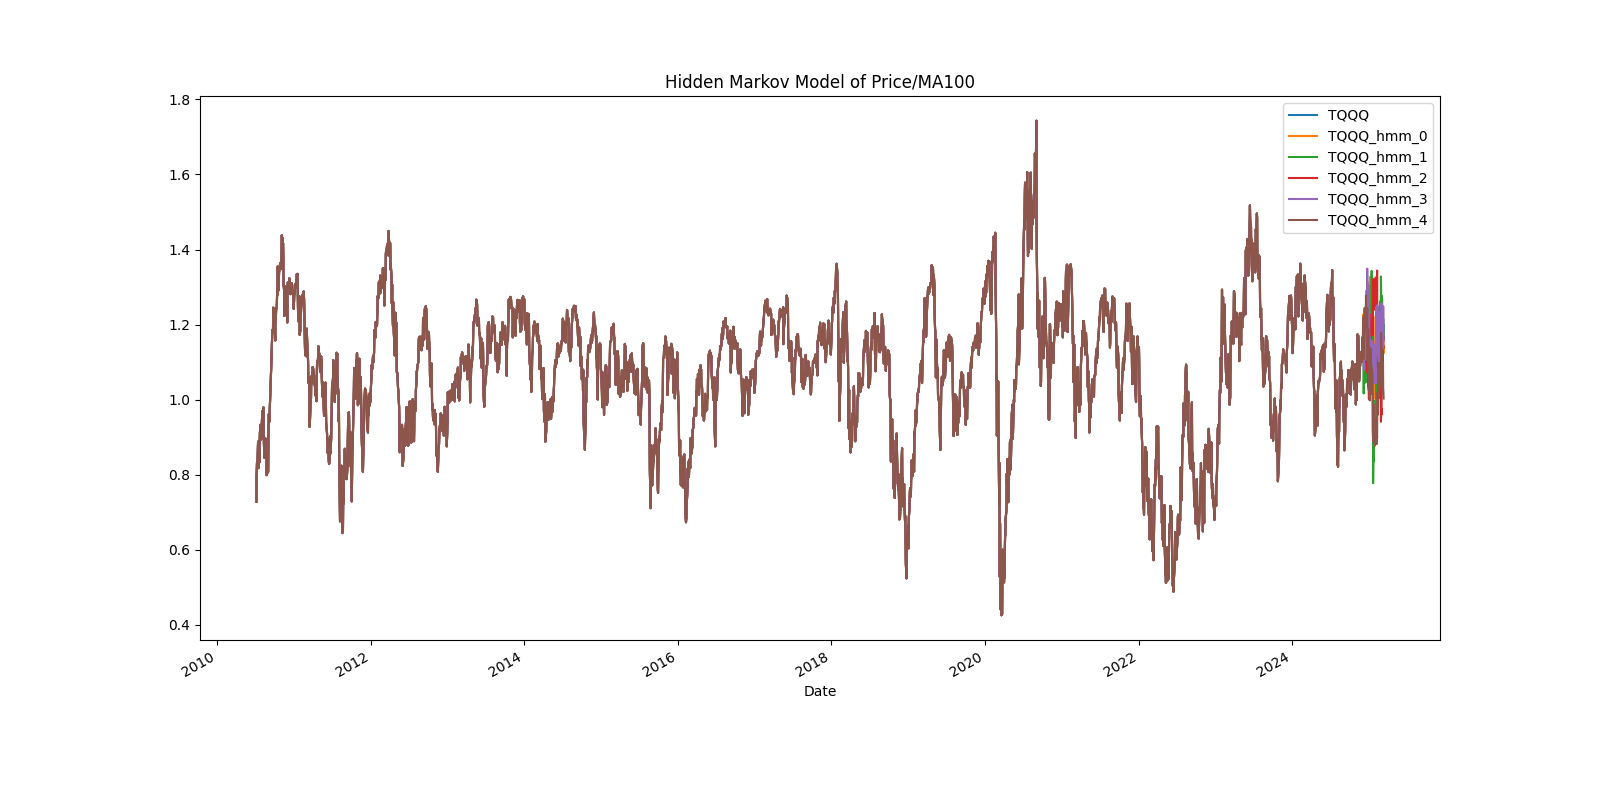 Hidden Markov Model of Price/MA100
1.8
1.6
1.4
1.2
1.0
0.8
0.6
0.4
TQQQ
TQQQ_hmm_0
TQQQ_hmm_1
TQQQ_hmm_2
TQQQ_hmm_3
TQQQ_hmm_4
2010 2012 2014 2016 2018 2020 2022 2024
Date